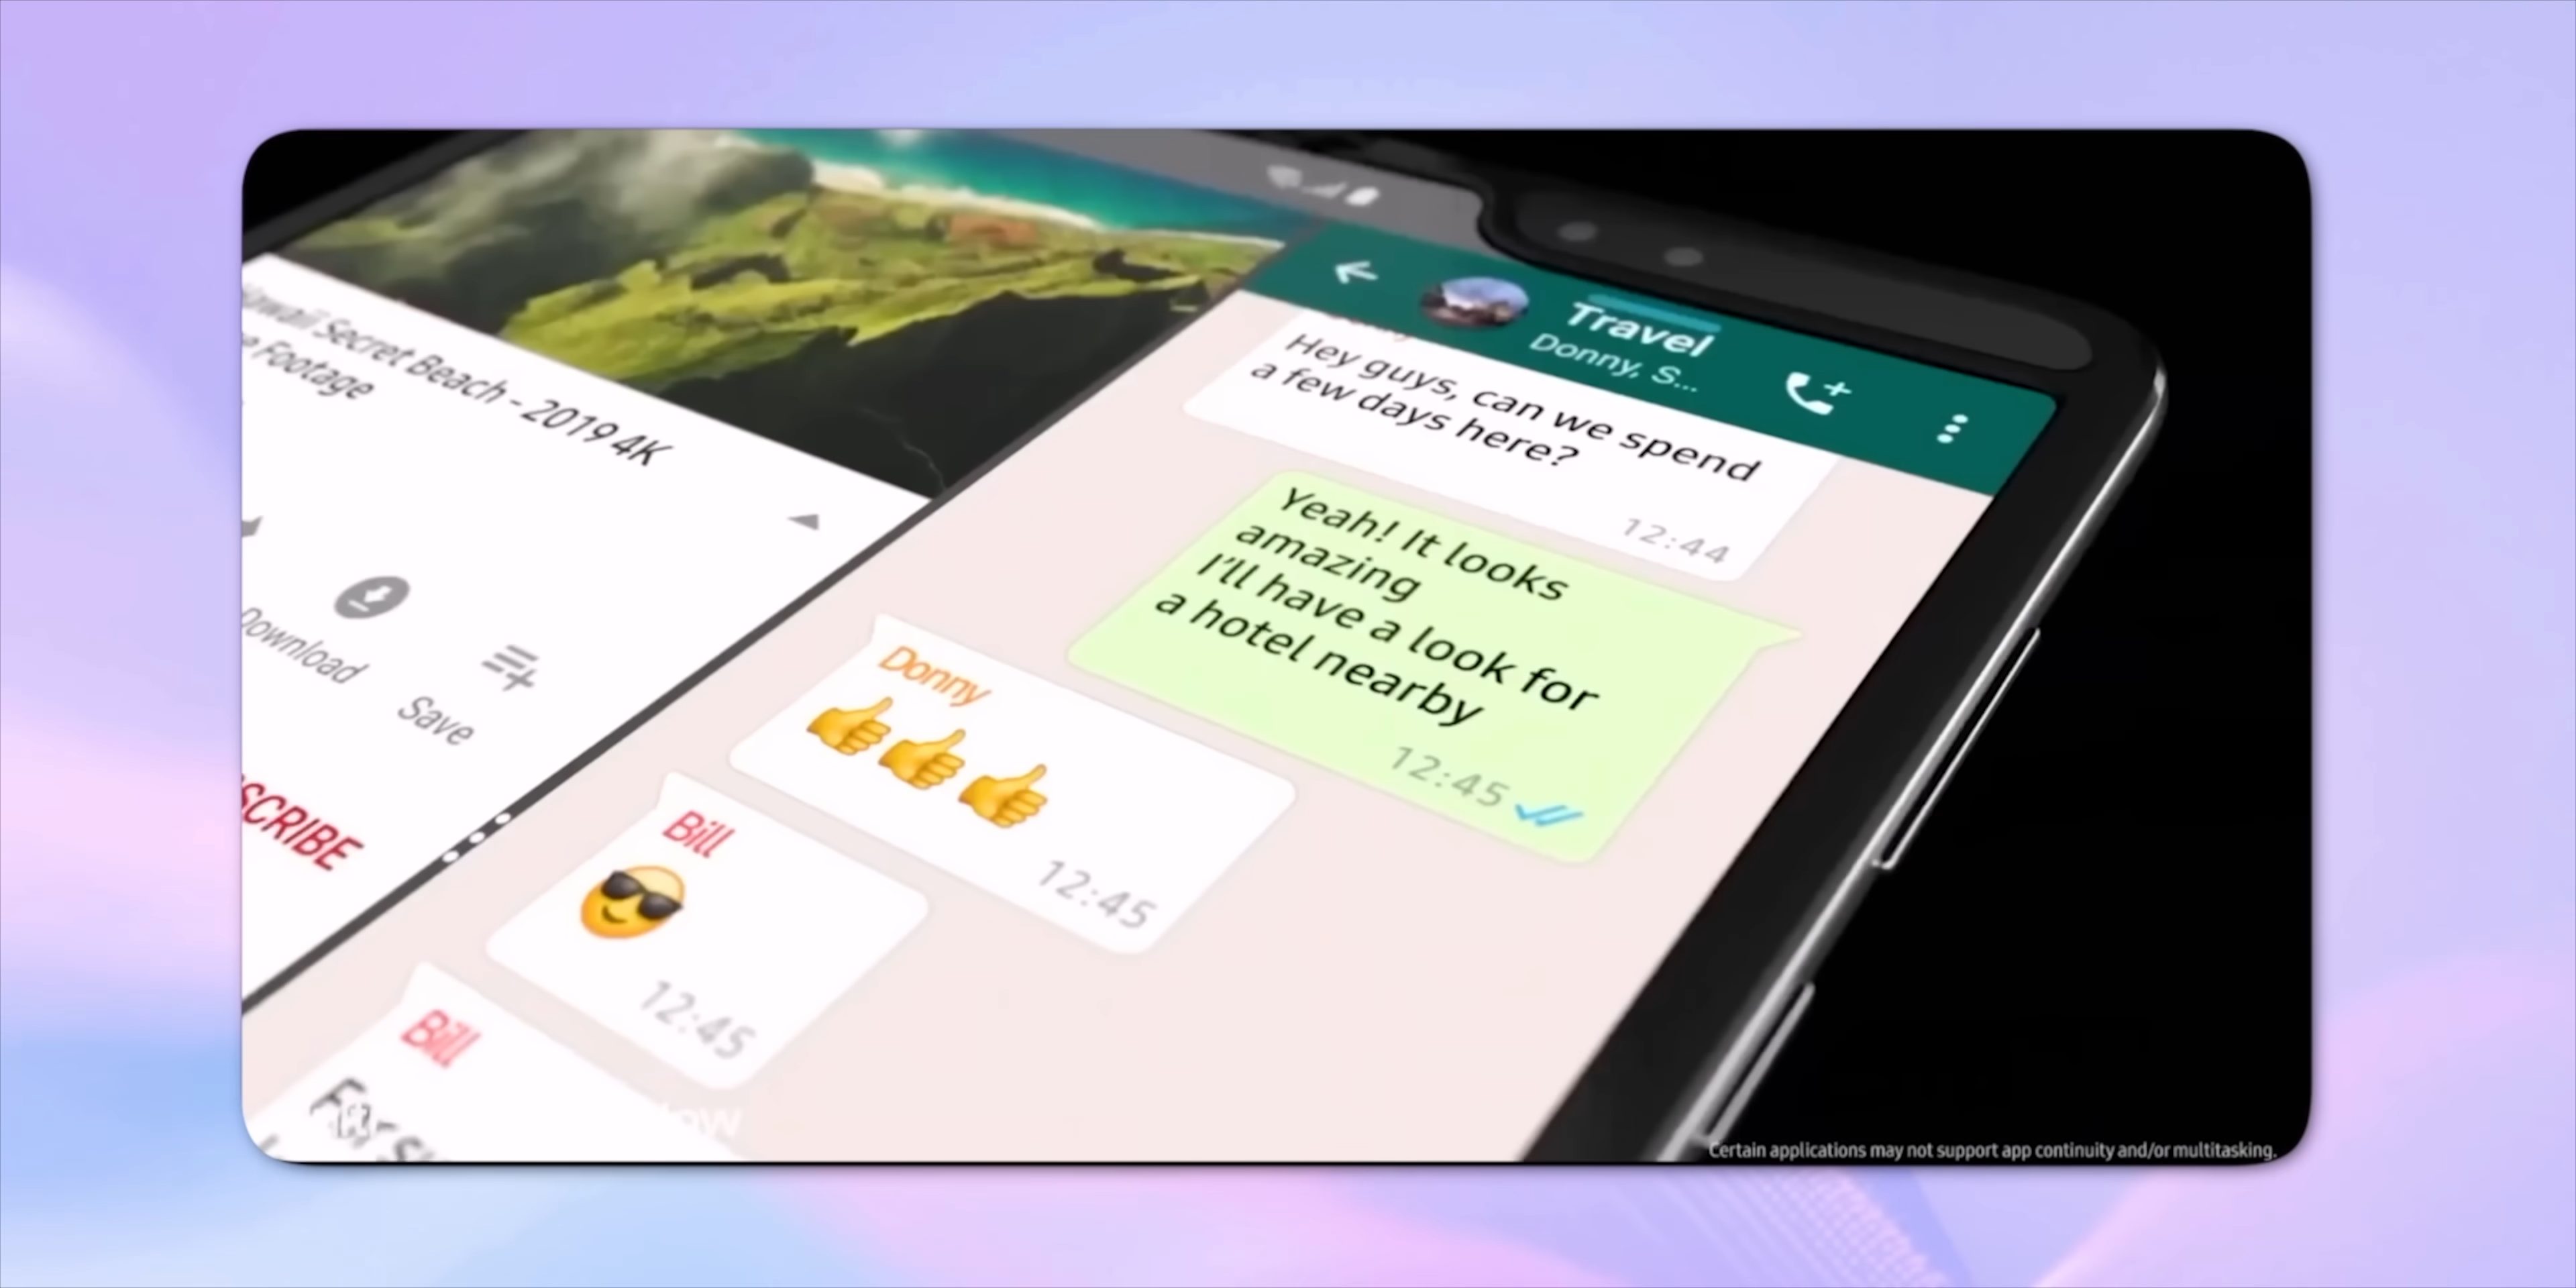 Secret Beach - 2019 4K
Footage
Download
Save
Travel
Donny, S...
Hey guys, can we spend
a few days here?
12:44
Yeah! It looks
amazing
I'll have a look for
a hotel nearby
12:45
Donny
👍👍👍
12:45
Bill
😎
12:45
Bill
Certain applications may not support app continuity and/or multitasking.